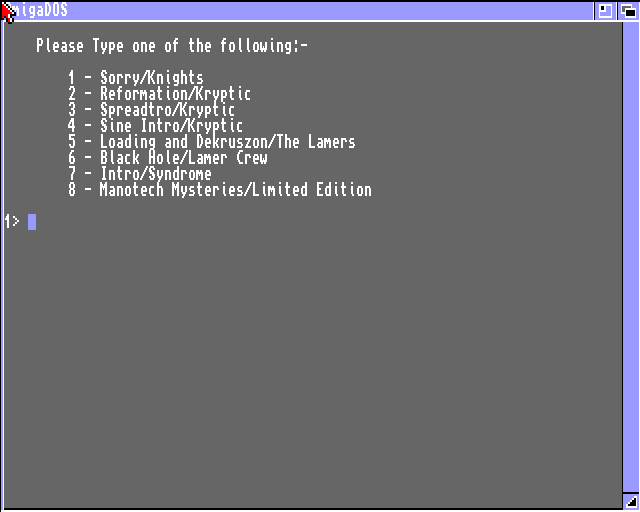 AmigaDOS
Please Type one of the following:-
1 - Sorry/Knights
2 - Reformation/Kryptic
3 - Spreadtro/Kryptic
4 - Sine Intro/Kryptic
5 - Loading and Dekruszon/The Lamers
6 - Black Hole/Lamer Crew
7 - Intro/Syndrome
8 - Manotech Mysteries/Limited Edition
1>